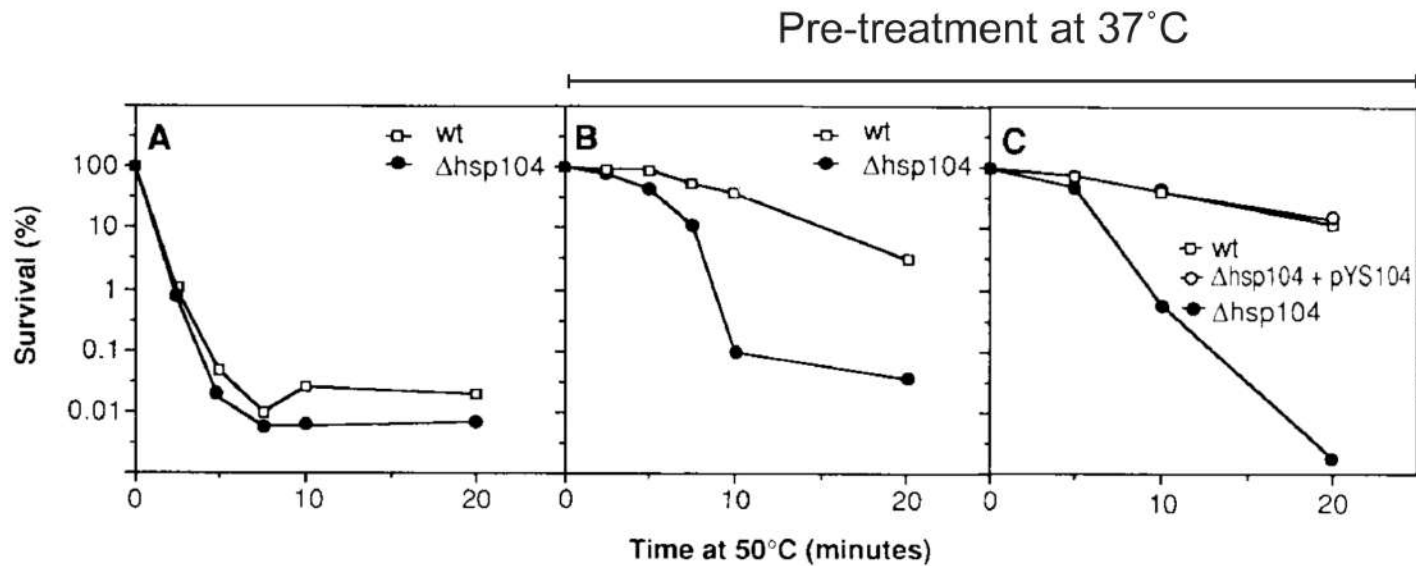 Pre-treatment at 37˚C
A
wt
Δhsp104
B
wt
Δhsp104
C
wt
Δhsp104 + pYS104
Δhsp104
100
10
1
0.1
0.01
Survival (%)
0 10 20
0 10 20
0 10 20
Time at 50°C (minutes)